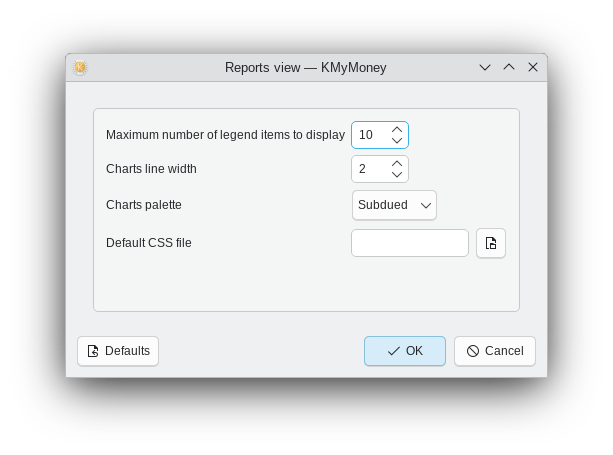 Reports view — KMyMoney
Maximum number of legend items to display 10
Charts line width 2
Charts palette Subdued
Default CSS file
Defaults OK Cancel